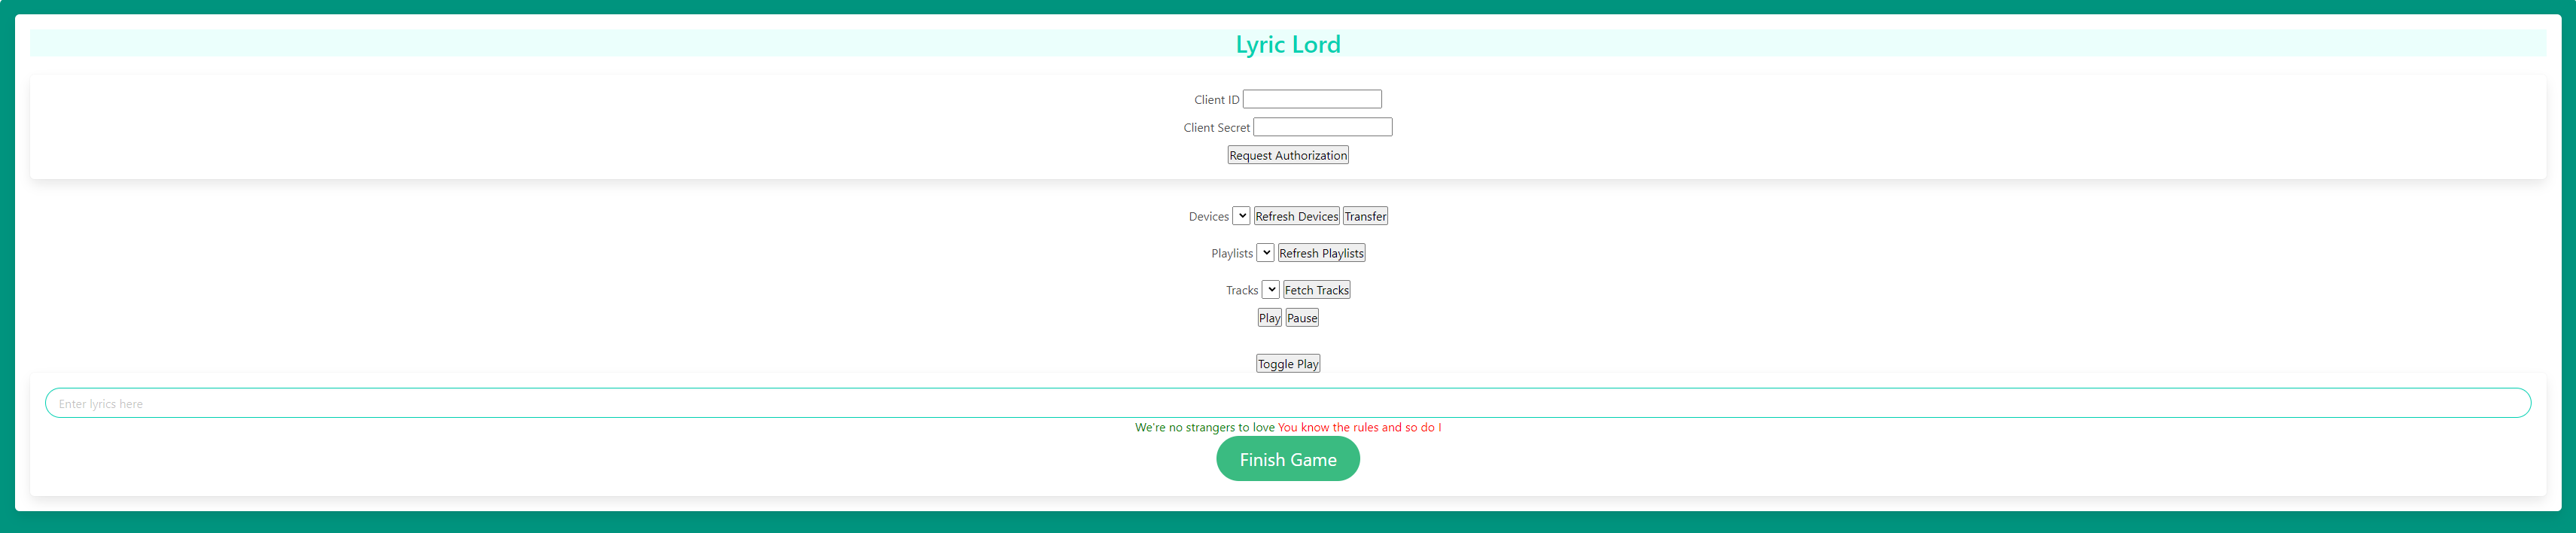 Lyric Lord
Client ID
Client Secret
Request Authorization
Devices Refresh Devices Transfer
Playlists Refresh Playlists
Tracks Fetch Tracks
Play Pause
Toggle Play
Enter lyrics here
We're no strangers to love You know the rules and so do I
Finish Game